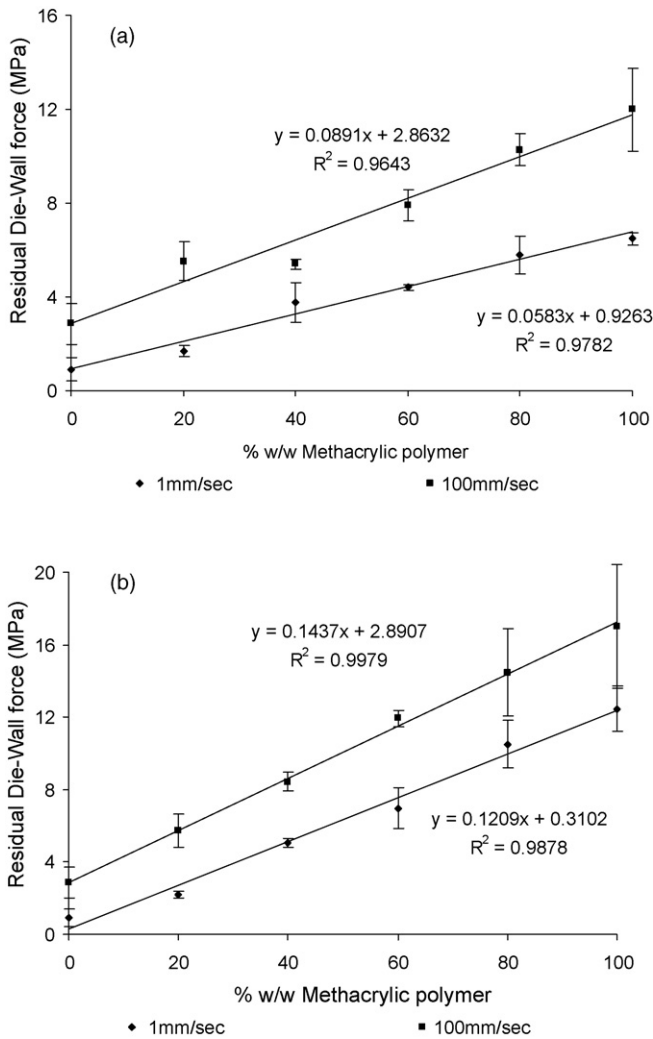 (a)
Residual Die-Wall force (MPa)
16
12
8
4
0
y = 0.0891x + 2.8632
R² = 0.9643
y = 0.0583x + 0.9263
R² = 0.9782
0 20 40 60 80 100
% w/w Methacrylic polymer
1mm/sec 100mm/sec
(b)
Residual Die-Wall force (MPa)
20
16
12
8
4
0
y = 0.1437x + 2.8907
R² = 0.9979
y = 0.1209x + 0.3102
R² = 0.9878
0 20 40 60 80 100
% w/w Methacrylic polymer
1mm/sec 100mm/sec